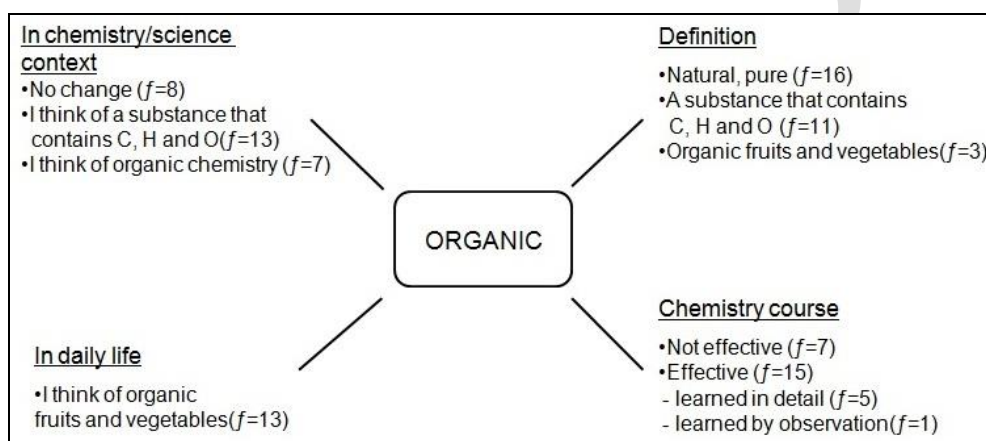 In chemistry/science
context
•No change (ƒ=8)
•I think of a substance that
contains C, H and O(ƒ=13)
•I think of organic chemistry (ƒ=7)
Definition
•Natural, pure (ƒ=16)
•A substance that contains
C, H and O (ƒ=11)
•Organic fruits and vegetables(ƒ=3)
ORGANIC
In daily life
•I think of organic
fruits and vegetables(ƒ=13)
Chemistry course
•Not effective (ƒ=7)
•Effective (ƒ=15)
- learned in detail (ƒ=5)
- learned by observation(ƒ=1)